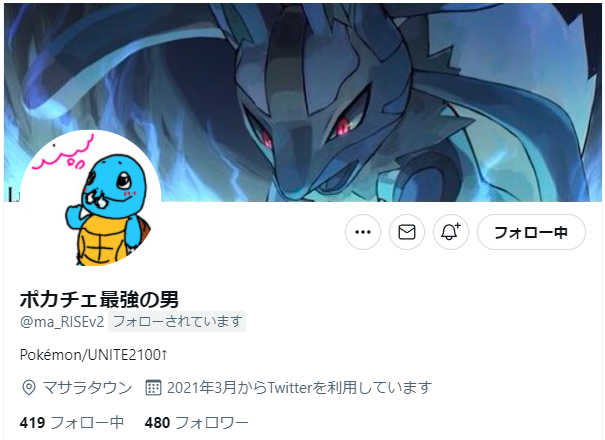 フォロー中
ポカチェ最強の男
@ma_RISEv2 フォローされています
Pokémon/UNITE2100↑
マサラタウン 2021年3月からTwitterを利用しています
419 フォロー中 480 フォロワー